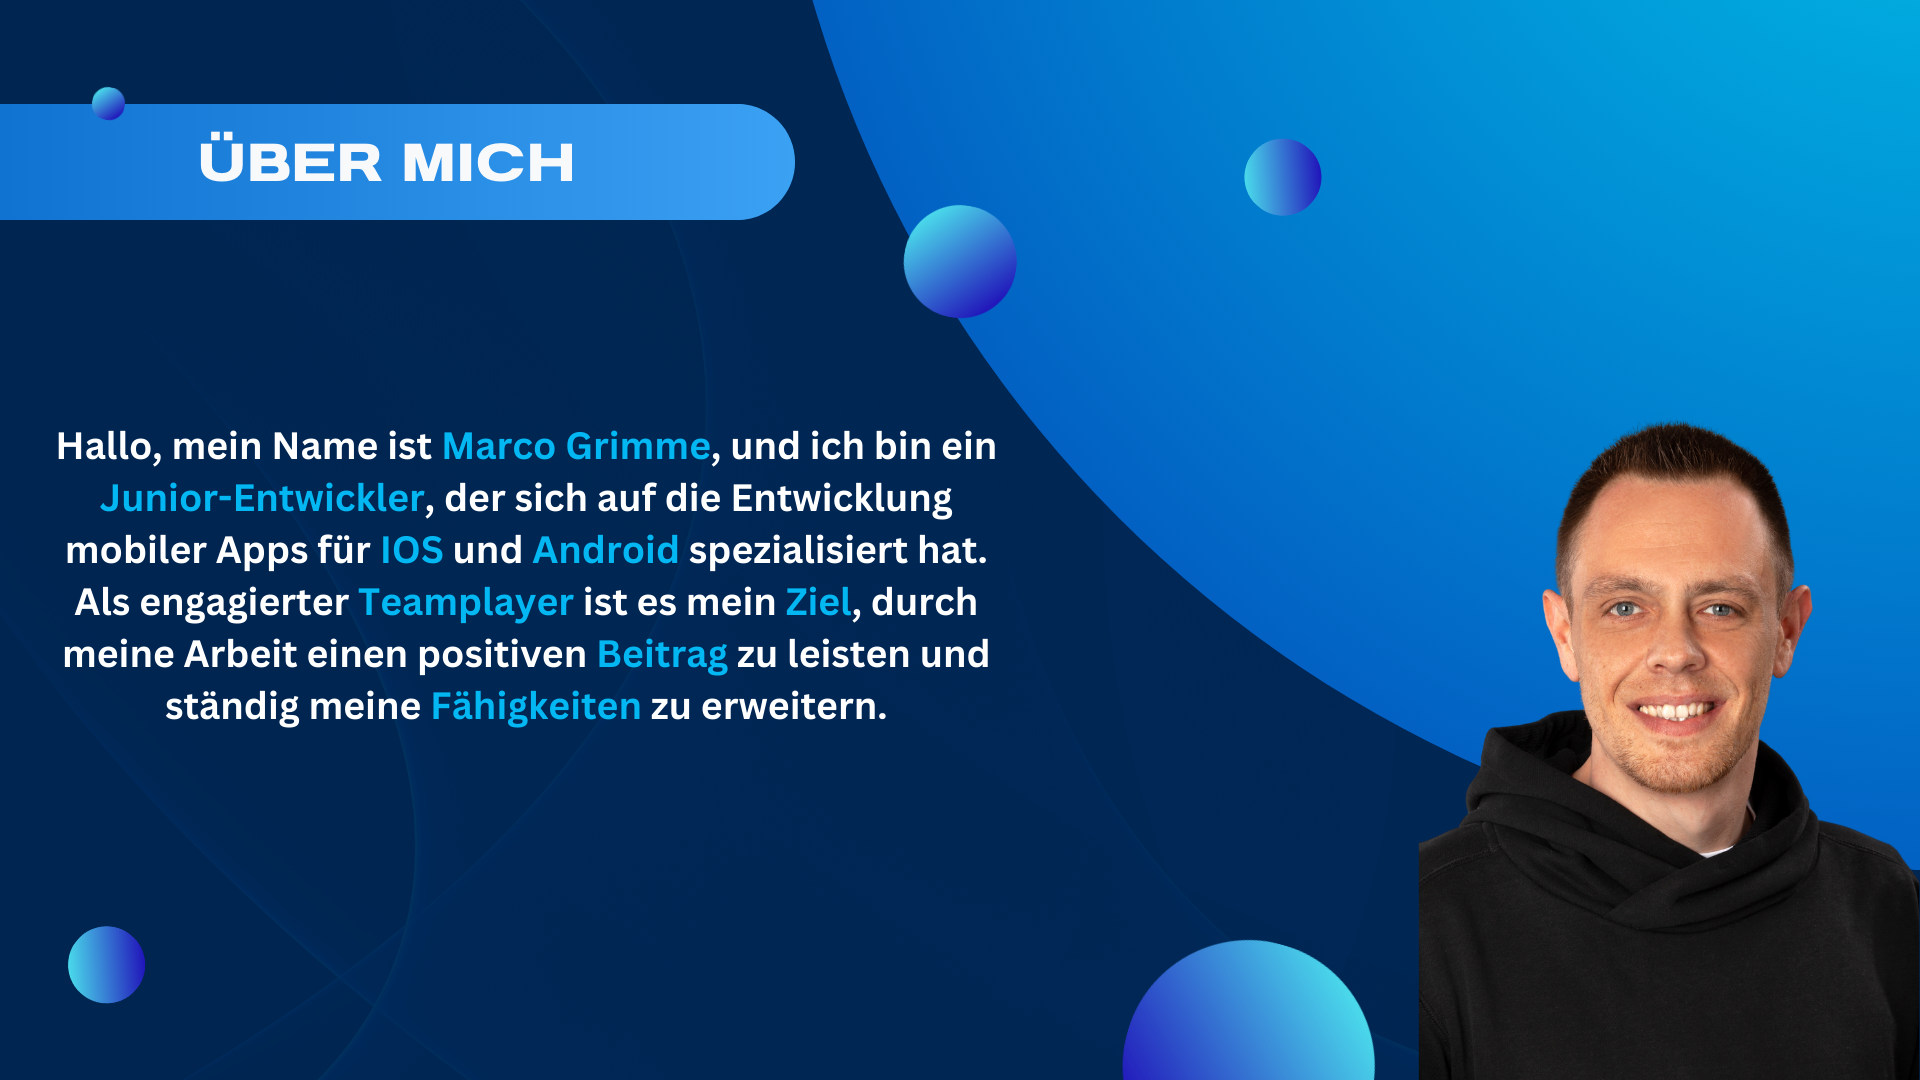 ÜBER MICH
Hallo, mein Name ist Marco Grimme, und ich bin ein
Junior-Entwickler, der sich auf die Entwicklung
mobiler Apps für IOS und Android spezialisiert hat.
Als engagierter Teamplayer ist es mein Ziel, durch
meine Arbeit einen positiven Beitrag zu leisten und
ständig meine Fähigkeiten zu erweitern.